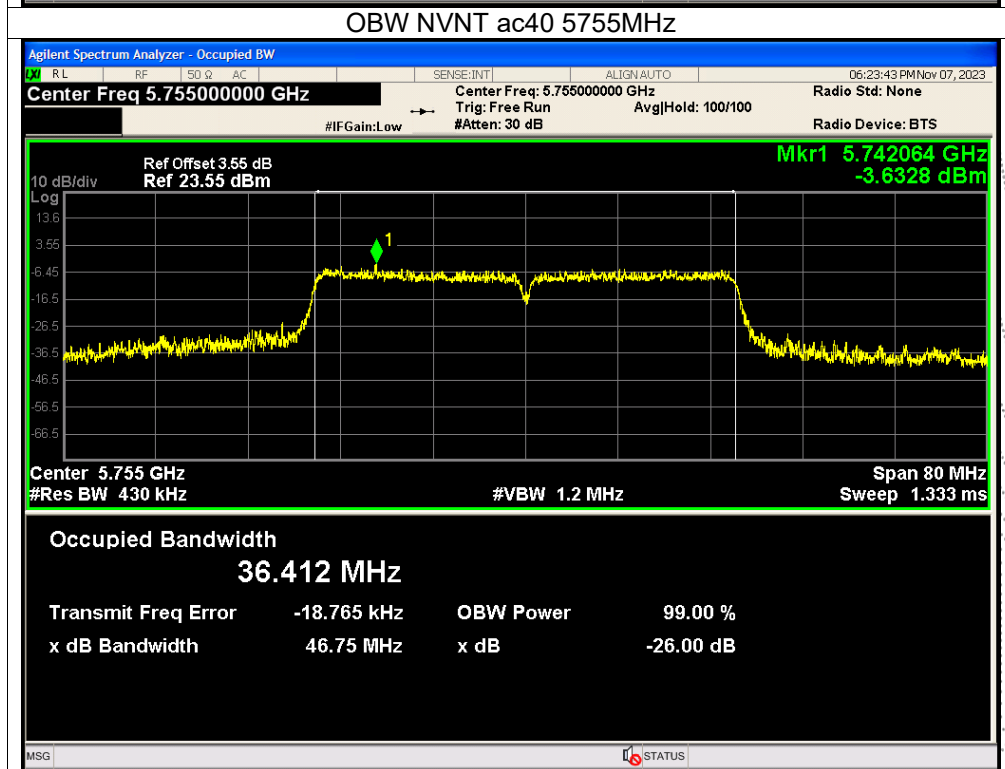 OBW NVNT ac40 5755MHz
Agilent Spectrum Analyzer - Occupied BW
LXI RL RF 50 Ω AC SENSE:INT ALIGN AUTO 06:23:43 PM Nov 07, 2023
Center Freq 5.755000000 GHz Center Freq: 5.755000000 GHz Radio Std: None
Trig: Free Run Avg|Hold: 100/100
#IFGain:Low #Atten: 30 dB Radio Device: BTS
Ref Offset 3.55 dB Mkr1 5.742064 GHz
10 dB/div Ref 23.55 dBm -3.6328 dBm
Log
13.6
3.55
-6.45
-16.5
-26.5
-36.5
-46.5
-56.5
-66.5
1
Center 5.755 GHz Span 80 MHz
#Res BW 430 kHz #VBW 1.2 MHz Sweep 1.333 ms
Occupied Bandwidth
36.412 MHz
Transmit Freq Error -18.765 kHz OBW Power 99.00 %
x dB Bandwidth 46.75 MHz x dB -26.00 dB
MSG STATUS